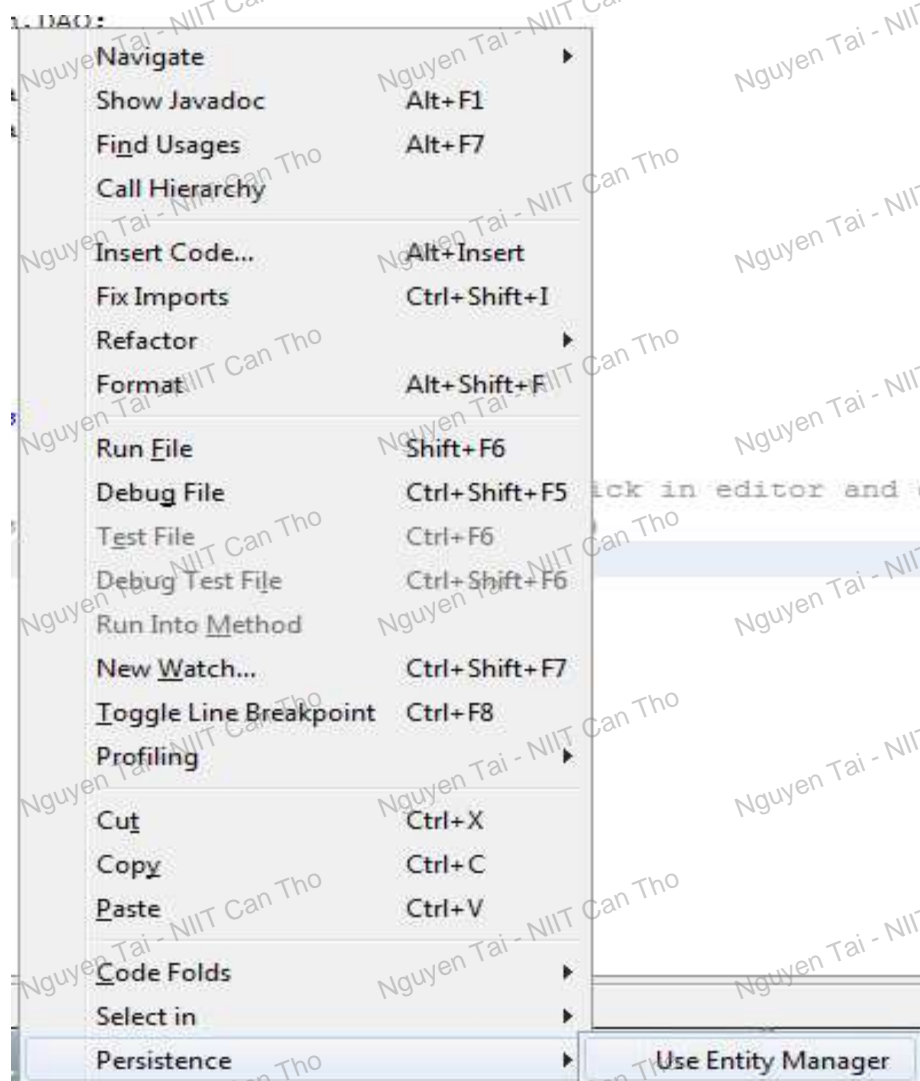 .DAO;
Navigate
Show Javadoc Alt+F1
Find Usages Alt+F7
Call Hierarchy
Insert Code... Alt+Insert
Fix Imports Ctrl+Shift+I
Refactor
Format Alt+Shift+F
Run File Shift+F6
Debug File Ctrl+Shift+F5 ick in editor and
Test File Ctrl+F6
Debug Test File Ctrl+Shift+F6
Run Into Method
New Watch... Ctrl+Shift+F7
Toggle Line Breakpoint Ctrl+F8
Profiling
Cut Ctrl+X
Copy Ctrl+C
Paste Ctrl+V
Code Folds
Select in
Persistence Use Entity Manager
Nguyen Tai - NIIT Can Tho